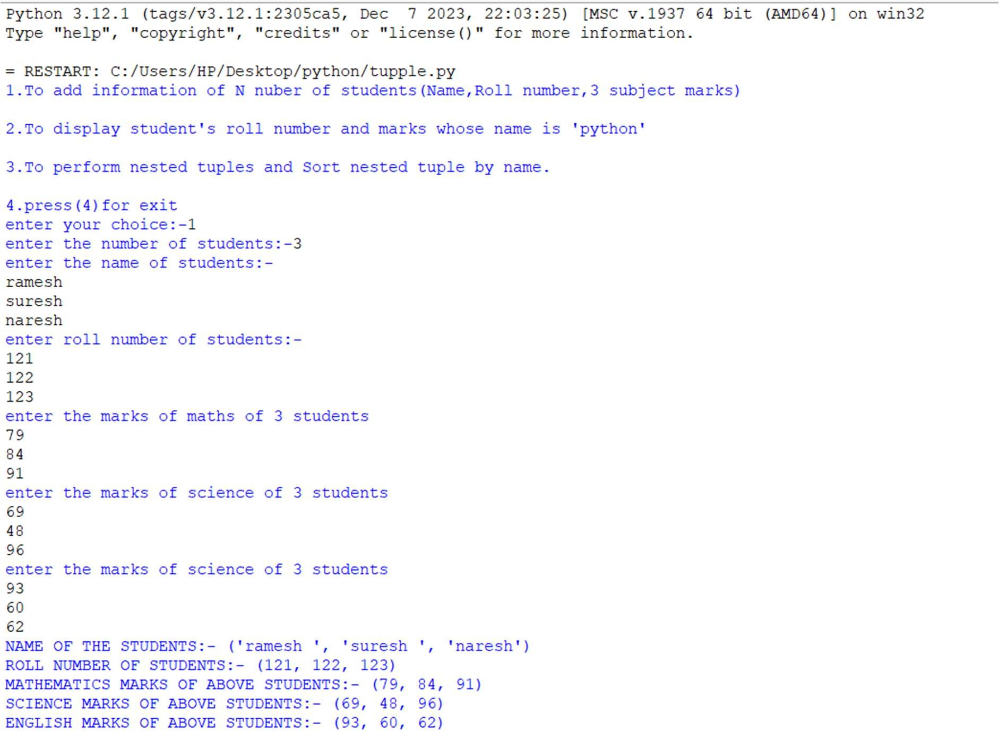 Python 3.12.1 (tags/v3.12.1:2305ca5, Dec  7 2023, 22:03:25) [MSC v.1937 64 bit (AMD64)] on win32
Type "help", "copyright", "credits" or "license()" for more information.
= RESTART: C:/Users/HP/Desktop/python/tupple.py
1.To add information of N nuber of students(Name,Roll number,3 subject marks)
2.To display student's roll number and marks whose name is 'python'
3.To perform nested tuples and Sort nested tuple by name.
4.press(4)for exit
enter your choice:-1
enter the number of students:-3
enter the name of students:-
ramesh
suresh
naresh
enter roll number of students:-
121
122
123
enter the marks of maths of 3 students
79
84
91
enter the marks of science of 3 students
69
48
96
enter the marks of science of 3 students
93
60
62
NAME OF THE STUDENTS:- ('ramesh ', 'suresh ', 'naresh')
ROLL NUMBER OF STUDENTS:- (121, 122, 123)
MATHEMATICS MARKS OF ABOVE STUDENTS:- (79, 84, 91)
SCIENCE MARKS OF ABOVE STUDENTS:- (69, 48, 96)
ENGLISH MARKS OF ABOVE STUDENTS:- (93, 60, 62)